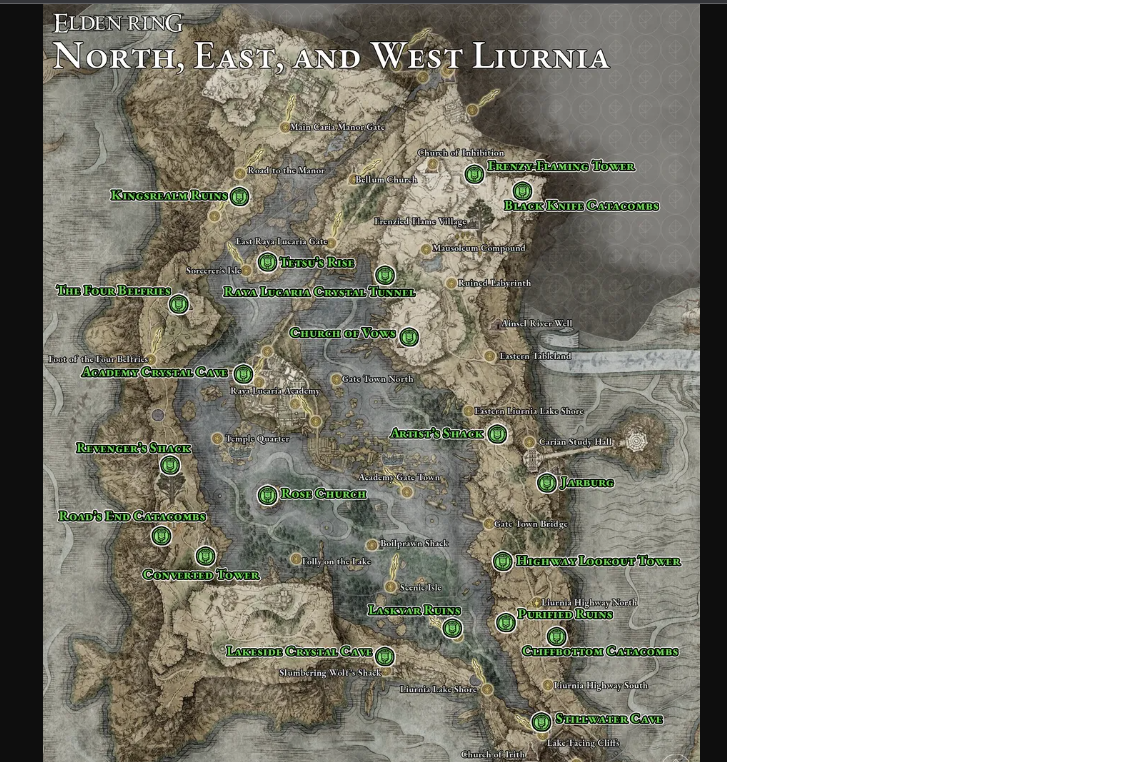 ELDEN RING
NORTH, EAST, AND WEST LIURNIA
Main Caria Manor Gate
Church of Inhibition
FRENZY-FLAMING TOWER
Road to the Manor
Bellum Church
KINGSREALM RUINS
BLACK KNIFE CATACOMBS
Frenzied Flame Village
East Raya Lucaria Gate
Mausoleum Compound
Sorcerer's Isle
TETSU'S RISE
Ruined Labyrinth
THE FOUR BELFRIES
RAYA LUCARIA CRYSTAL TUNNEL
Ainsel River Well
CHURCH OF VOWS
Eastern Tableland
Foot of the Four Belfries
ACADEMY CRYSTAL CAVE
Gate Town North
Raya Lucaria Academy
Eastern Liurnia Lake Shore
ARTIST'S SHACK
Temple Quarter
Carian Study Hall
REVENGER'S SHACK
Academy Gate Town
JARBURG
ROSE CHURCH
ROAD'S END CATACOMBS
Gate Town Bridge
Boilprawn Shack
Folly on the Lake
HIGHWAY LOOKOUT TOWER
CONVERTED TOWER
Scenic Isle
Liurnia Highway North
LASKYAR RUINS
PURIFIED RUINS
LAKESIDE CRYSTAL CAVE
CLIFFBOTTOM CATACOMBS
Slumbering Wolf's Shack
Liurnia Lake Shore
Liurnia Highway South
STILLWATER CAVE
Lake Facing Cliffs
Church of Irith